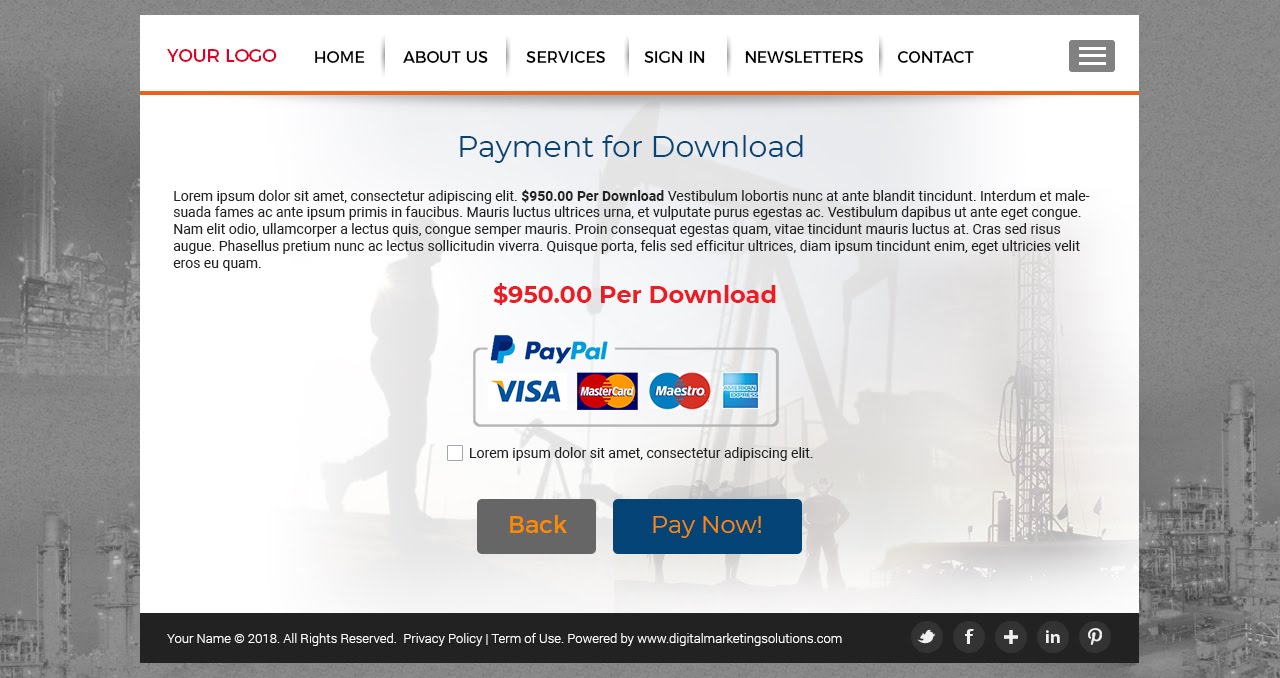 YOUR LOGO HOME ABOUT US SERVICES SIGN IN NEWSLETTERS CONTACT
Payment for Download
Lorem ipsum dolor sit amet, consectetur adipiscing elit. $950.00 Per Download Vestibulum lobortis nunc at ante blandit tincidunt. Interdum et male-
suada fames ac ante ipsum primis in faucibus. Mauris luctus ultrices urna, et vulputate purus egestas ac. Vestibulum dapibus ut ante eget congue.
Nam elit odio, ullamcorper a lectus quis, congue semper mauris. Proin consequat egestas quam, vitae tincidunt mauris luctus at. Cras sed risus
augue. Phasellus pretium nunc ac lectus sollicitudin viverra. Quisque porta, felis sed efficitur ultrices, diam ipsum tincidunt enim, eget ultricies velit
eros eu quam.
$950.00 Per Download
PayPal
VISA MasterCard Maestro AMERICAN EXPRESS
Lorem ipsum dolor sit amet, consectetur adipiscing elit.
Back Pay Now!
Your Name © 2018. All Rights Reserved. Privacy Policy | Term of Use. Powered by www.digitalmarketingsolutions.com